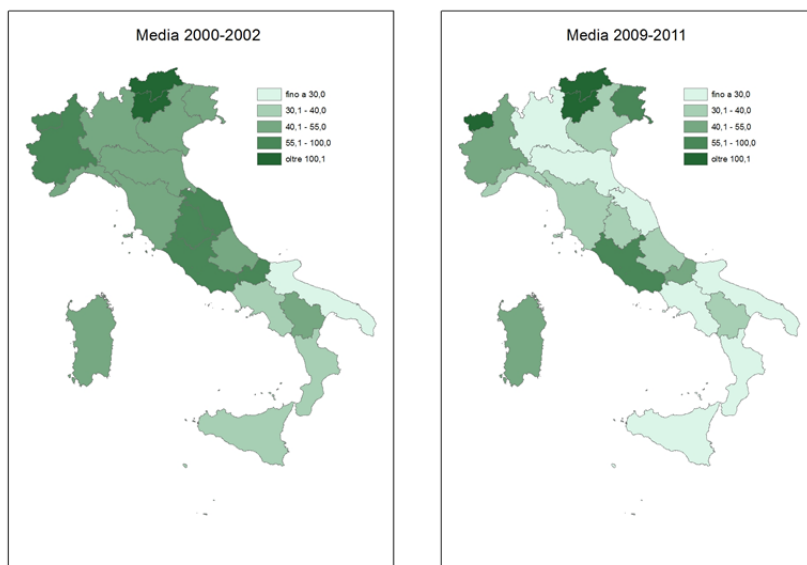 Media 2000-2002
fino a 30,0
30,1 - 40,0
40,1 - 55,0
55,1 - 100,0
oltre 100,1
Media 2009-2011
fino a 30,0
30,1 - 40,0
40,1 - 55,0
55,1 - 100,0
oltre 100,1